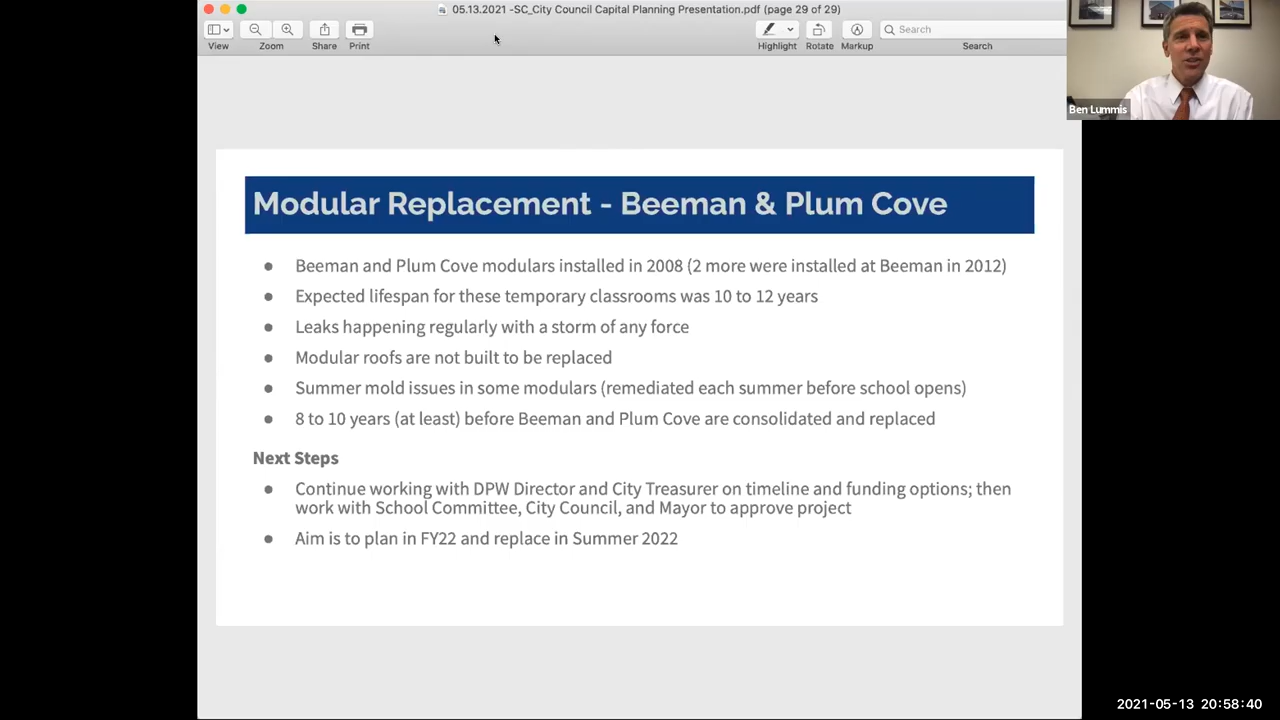 05.13.2021 -SC_City Council Capital Planning Presentation.pdf (page 29 of 29)
View
Zoom
Share
Print
Highlight
Rotate
Markup
Search
Search
Ben Lummis
Modular Replacement - Beeman & Plum Cove
● Beeman and Plum Cove modulars installed in 2008 (2 more were installed at Beeman in 2012)
● Expected lifespan for these temporary classrooms was 10 to 12 years
● Leaks happening regularly with a storm of any force
● Modular roofs are not built to be replaced
● Summer mold issues in some modulars (remediated each summer before school opens)
● 8 to 10 years (at least) before Beeman and Plum Cove are consolidated and replaced
Next Steps
● Continue working with DPW Director and City Treasurer on timeline and funding options; then
work with School Committee, City Council, and Mayor to approve project
● Aim is to plan in FY22 and replace in Summer 2022
2021-05-13 20:58:40